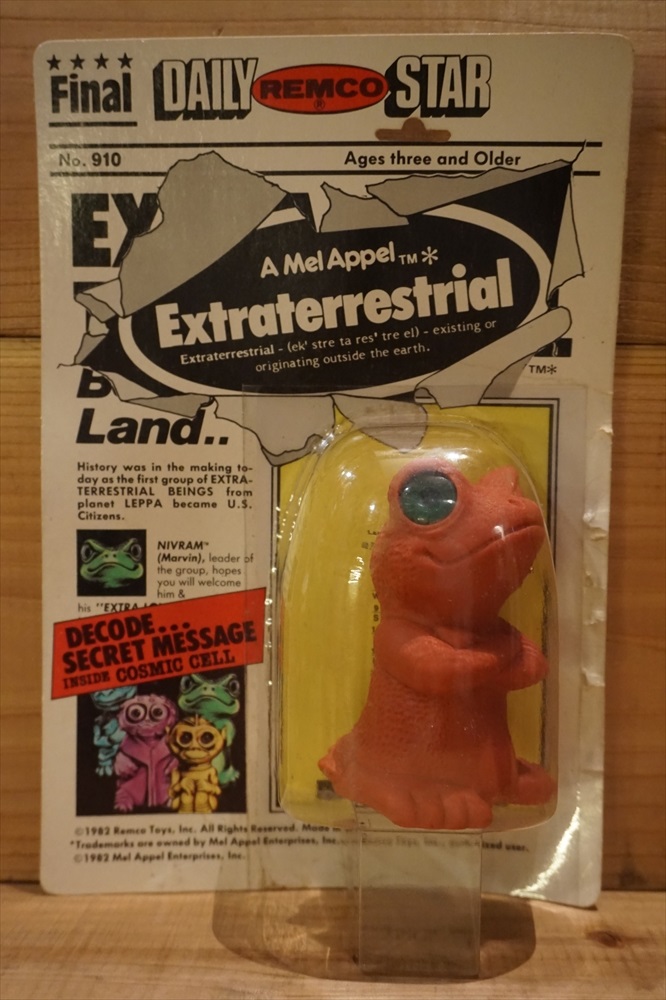 Final DAILY REMCO ® STAR
No. 910 Ages three and Older
A Mel Appel TM*
Extraterrestrial
Extraterrestrial - (ek' stre ta res' tre el) - existing or
originating outside the earth.
TM*
Land..
History was in the making to-
day as the first group of EXTRA-
TERRESTRIAL BEINGS from
planet LEPPA became U.S.
Citizens.
NIVRAM™
(Marvin), leader of
the group, hopes
you will welcome
him &
his "EXTRA
DECODE...
SECRET MESSAGE
INSIDE COSMIC CELL
©1982 Remco Toys, Inc. All Rights Reserved.
*Trademarks are owned by Mel Appel Enterprises, Inc.
©1982 Mel Appel Enterprises, Inc.